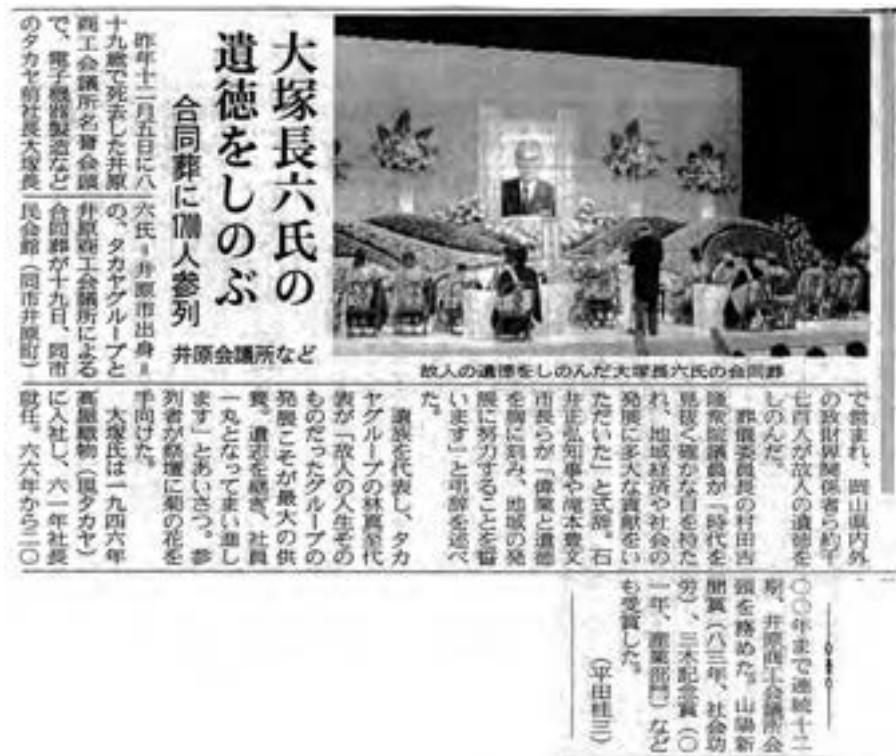 大塚長六氏の
遺徳をしのぶ
合同葬に1700人参列
井原会議所など
故人の遺徳をしのんだ大塚長六氏の合同葬
昨年十二月五日に八
十九歳で死去した井原
商工会議所名誉会頭
で、電子機器製造など
のタカヤ前社長大塚長
六氏=井原市出身=
の、タカヤグループと
井原商工会議所による
合同葬が十九日、同市
民会館(同市井原町)
で営まれ、岡山県内外
の政財界関係者ら約千
七百人が故人の遺徳を
しのんだ。
葬儀委員長の村田吉
隆衆院議員が「時代を
見抜く確かな目を持た
れ、地域経済や社会の
発展に多大な貢献をい
ただいた」と式辞。石
井正弘知事や滝本豊文
市長らが「偉業と遺徳
を胸に刻み、地域の発
展に努力することを誓
います」と弔辞を述べ
た。
遺族を代表し、タカ
ヤグループの林真至代
表が「故人の人生その
ものだったグループの
発展こそが最大の供
養。遺志を継ぎ、社員
一丸となってまい進し
ます」とあいさつ。参
列者が祭壇に菊の花を
手向けた。
大塚氏は一九四六年
高屋織物(現タカヤ)
に入社し、六一年社長
就任。六六年から二〇
〇〇年まで連続十二
期、井原商工会議所会
頭を務めた。山陽新
聞賞(八三年、社会功
労)、三木記念賞(〇
一年、産業部門)など
も受賞した。
(平田桂三)